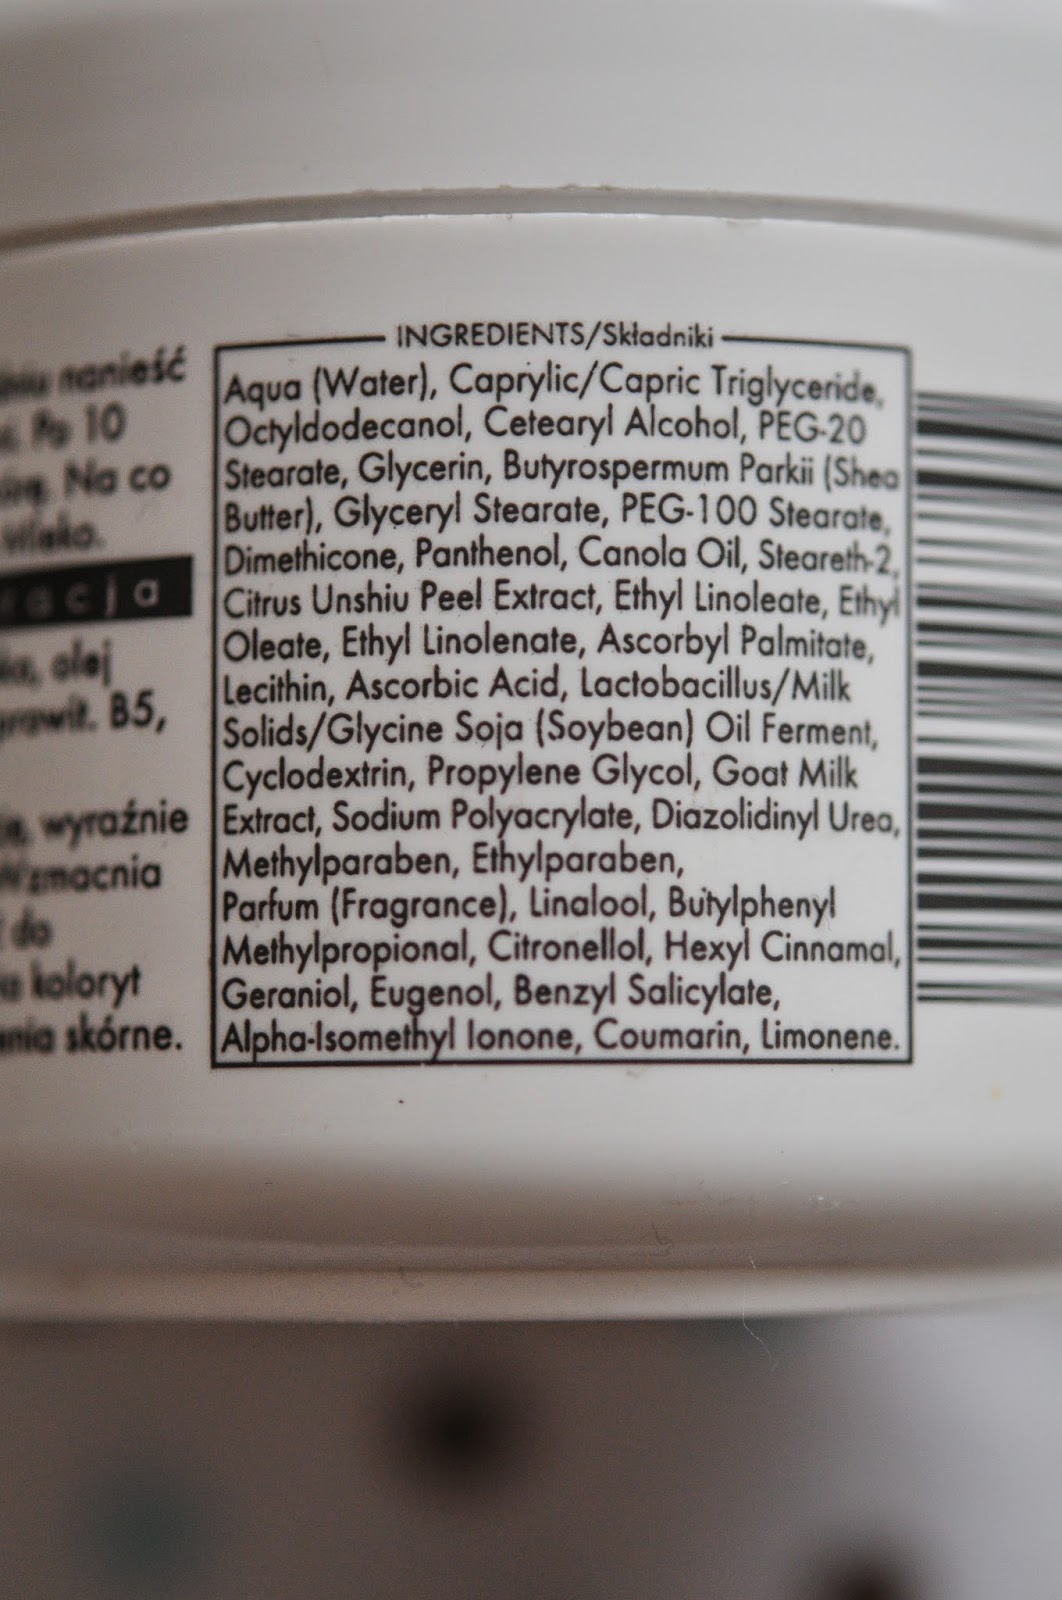 INGREDIENTS/Składniki
Aqua (Water), Caprylic/Capric Triglyceride,
Octyldodecanol, Cetearyl Alcohol, PEG-20
Stearate, Glycerin, Butyrospermum Parkii (Shea
Butter), Glyceryl Stearate, PEG-100 Stearate,
Dimethicone, Panthenol, Canola Oil, Steareth-2,
Citrus Unshiu Peel Extract, Ethyl Linoleate, Ethyl
Oleate, Ethyl Linolenate, Ascorbyl Palmitate,
Lecithin, Ascorbic Acid, Lactobacillus/Milk
Solids/Glycine Soja (Soybean) Oil Ferment,
Cyclodextrin, Propylene Glycol, Goat Milk
Extract, Sodium Polyacrylate, Diazolidinyl Urea,
Methylparaben, Ethylparaben,
Parfum (Fragrance), Linalool, Butylphenyl
Methylpropional, Citronellol, Hexyl Cinnamal,
Geraniol, Eugenol, Benzyl Salicylate,
Alpha-Isomethyl Ionone, Coumarin, Limonene.
nanieść
Po 10
Na co
olej
B5,
wyraźnie
do
koloryt
skórne.